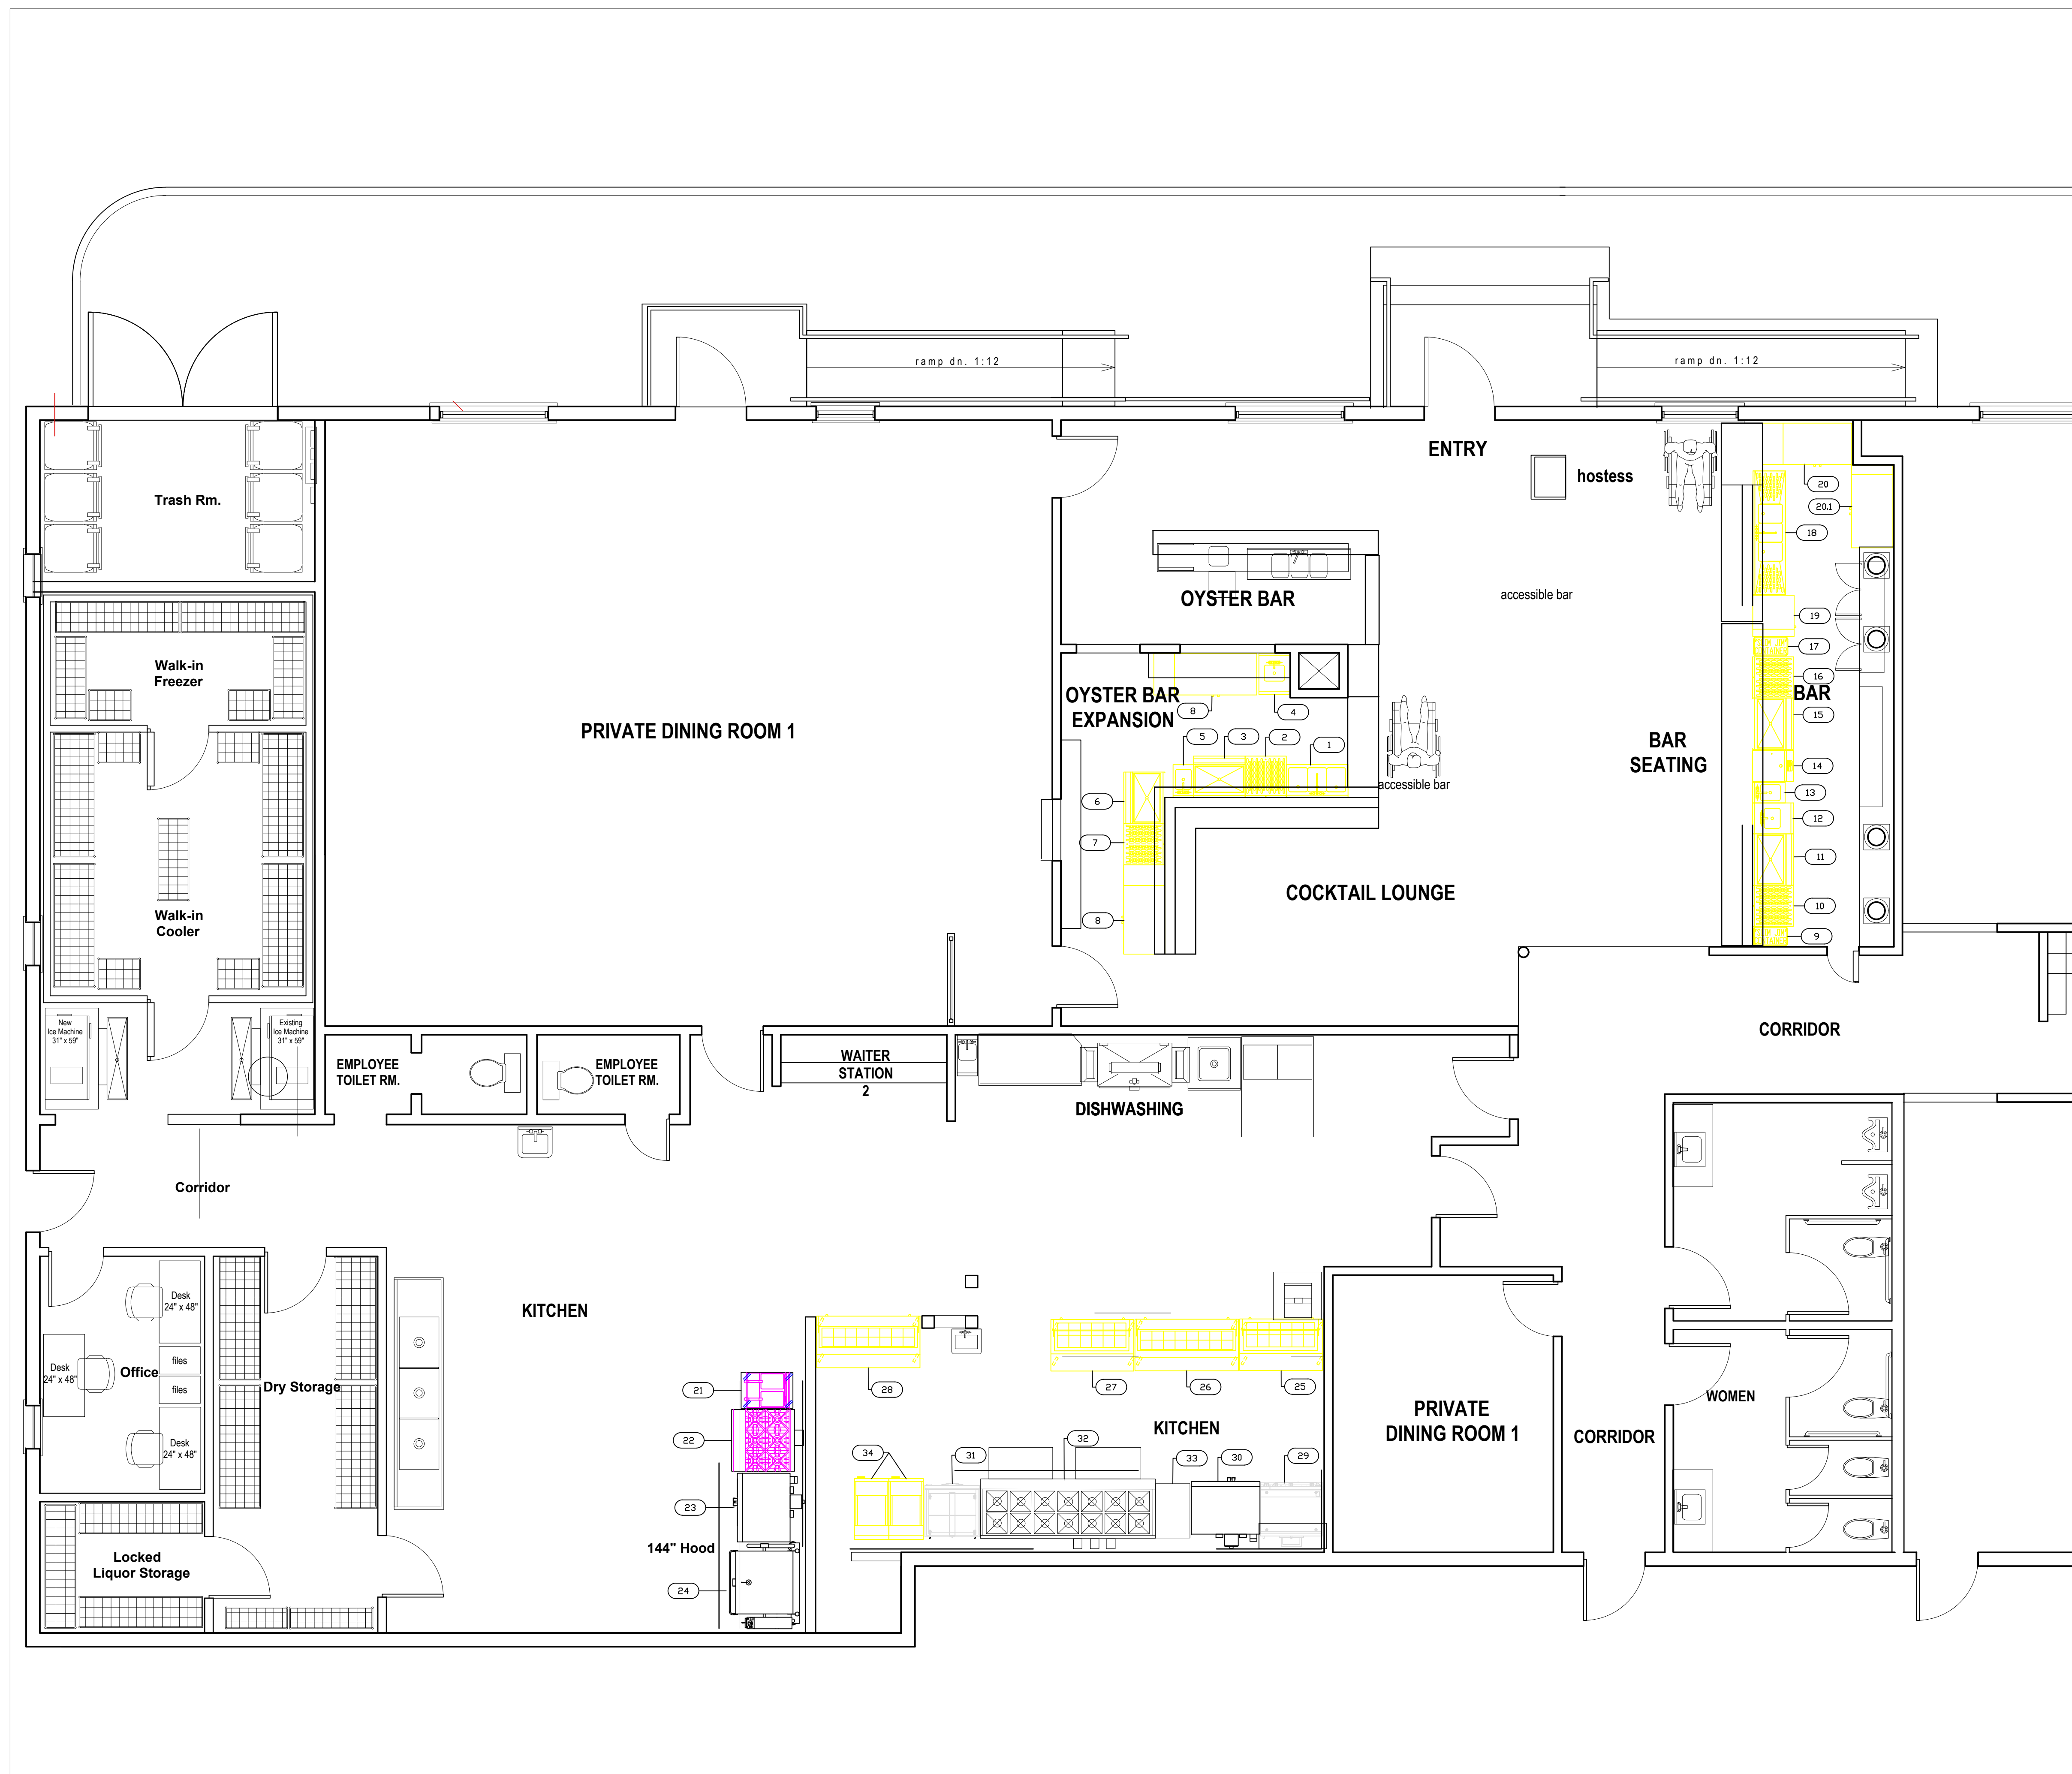 ramp dn. 1:12
ramp dn. 1:12
ENTRY
hostess
Trash Rm.
20
20.1
18
OYSTER BAR
accessible bar
19
17
16
BAR
Walk-in
Freezer
OYSTER BAR
EXPANSION
8
4
15
PRIVATE DINING ROOM 1
5
3
2
1
BAR
SEATING
14
accessible bar
13
6
12
7
11
COCKTAIL LOUNGE
10
8
9
Walk-in
Cooler
New
Ice Machine
31" x 59"
Existing
Ice Machine
31" x 59"
CORRIDOR
EMPLOYEE
TOILET RM.
EMPLOYEE
TOILET RM.
WAITER
STATION
2
DISHWASHING
Corridor
KITCHEN
Desk
24" x 48"
files
files
Desk
24" x 48"
Office
Desk
24" x 48"
Dry Storage
21
22
23
144" Hood
24
28
27
26
25
KITCHEN
34
31
32
33
30
29
PRIVATE
DINING ROOM 1
CORRIDOR
WOMEN
Locked
Liquor Storage